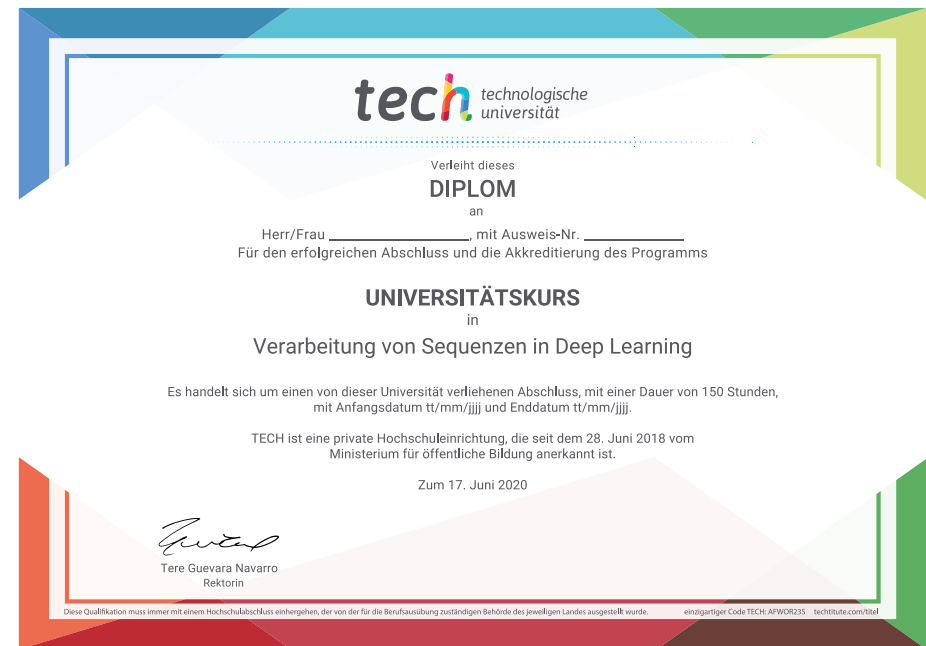 tech technologische
universität
Verleiht dieses
DIPLOM
an
Herr/Frau ____________________, mit Ausweis-Nr. __________________
Für den erfolgreichen Abschluss und die Akkreditierung des Programms
UNIVERSITÄTSKURS
in
Verarbeitung von Sequenzen in Deep Learning
Es handelt sich um einen von dieser Universität verliehenen Abschluss, mit einer Dauer von 150 Stunden,
mit Anfangsdatum tt/mm/jjjj und Enddatum tt/mm/jjjj.
TECH ist eine private Hochschuleinrichtung, die seit dem 28. Juni 2018 vom
Ministerium für öffentliche Bildung anerkannt ist.
Zum 17. Juni 2020
Tere Guevara Navarro
Rektorin
Diese Qualifikation muss immer mit einem Hochschulabschluss einhergehen, der von der für die Berufsausübung zuständigen Behörde des jeweiligen Landes ausgestellt wurde. einzigartiger Code TECH: AFWOR235 techtitute.com/titel